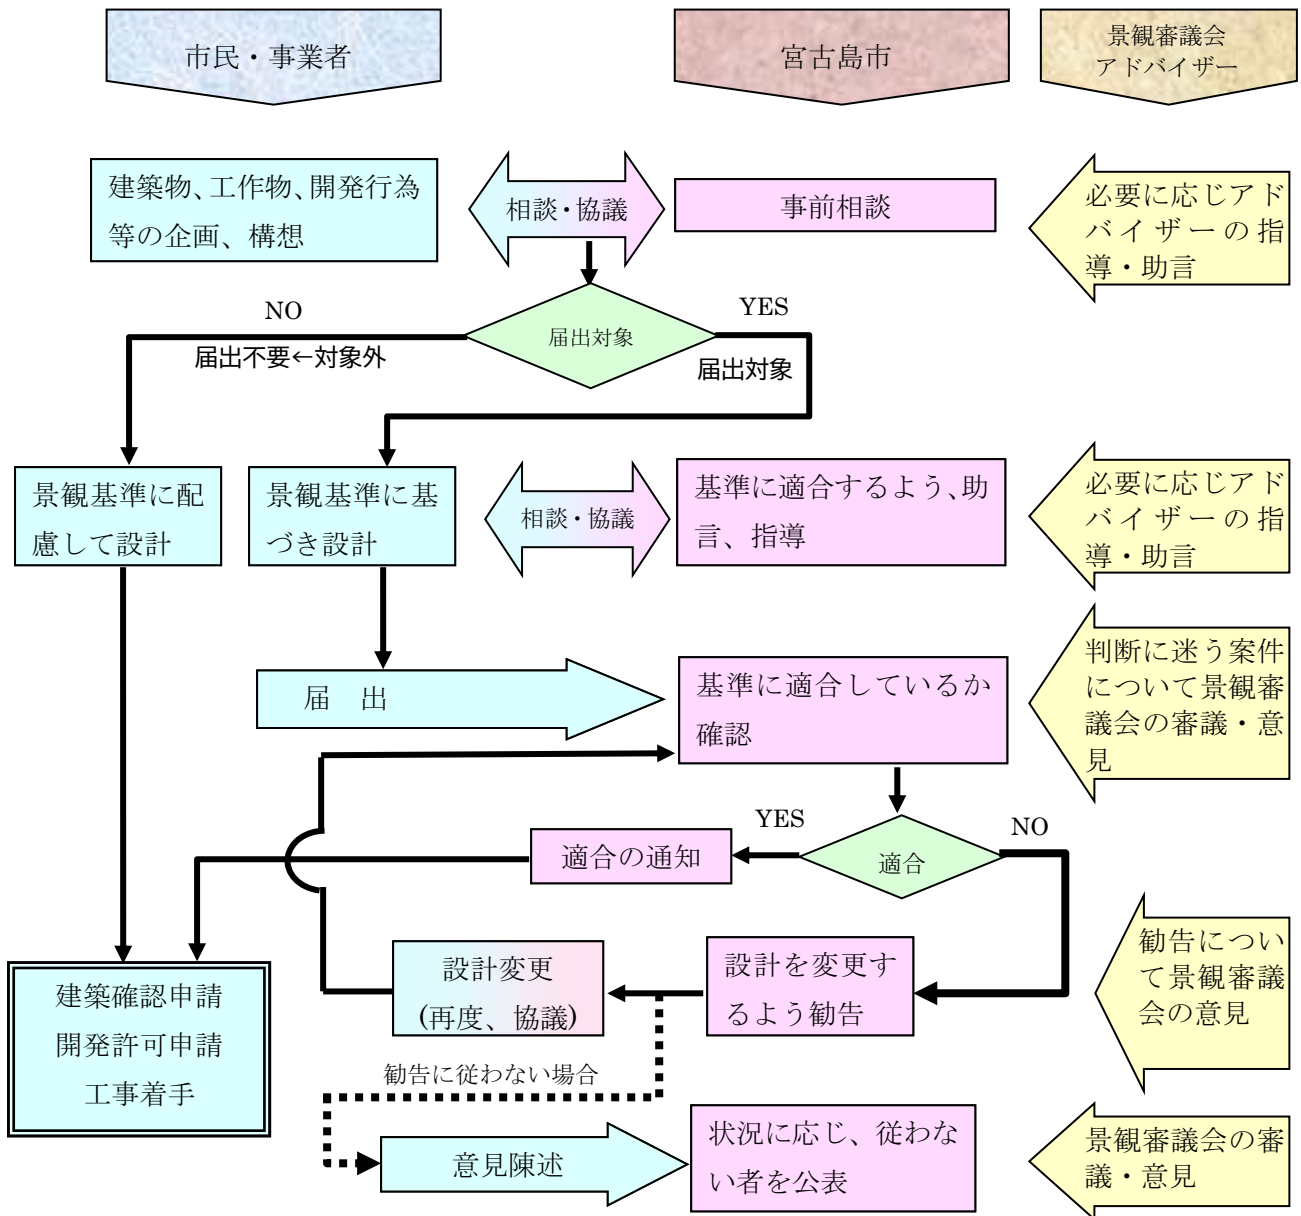 市民・事業者
宮古島市
景観審議会
アドバイザー
建築物、工作物、開発行為
等の企画、構想
相談・協議
事前相談
必要に応じアド
バイザーの指
導・助言
NO
YES
届出対象
届出不要←対象外
届出対象
景観基準に配
慮して設計
景観基準に基
づき設計
相談・協議
基準に適合するよう、助
言、指導
必要に応じアド
バイザーの指
導・助言
届 出
基準に適合しているか
確認
判断に迷う案件
について景観審
議会の審議・意
見
YES
NO
適合の通知
適合
建築確認申請
開発許可申請
工事着手
設計変更
(再度、協議)
設計を変更す
るよう勧告
勧告につい
て景観審議
会の意見
勧告に従わない場合
意見陳述
状況に応じ、従わな
い者を公表
景観審議会の審
議・意見